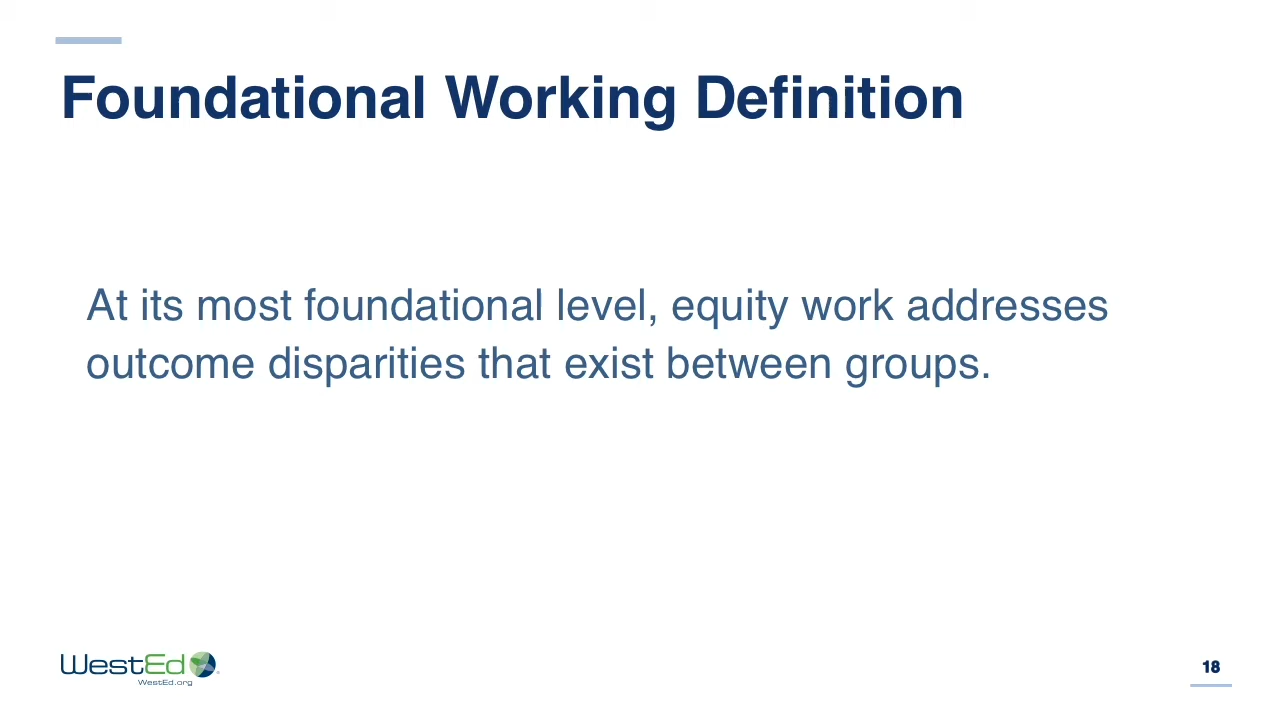 Foundational Working Definition
At its most foundational level, equity work addresses
outcome disparities that exist between groups.
WestEd
WestEd.org
18